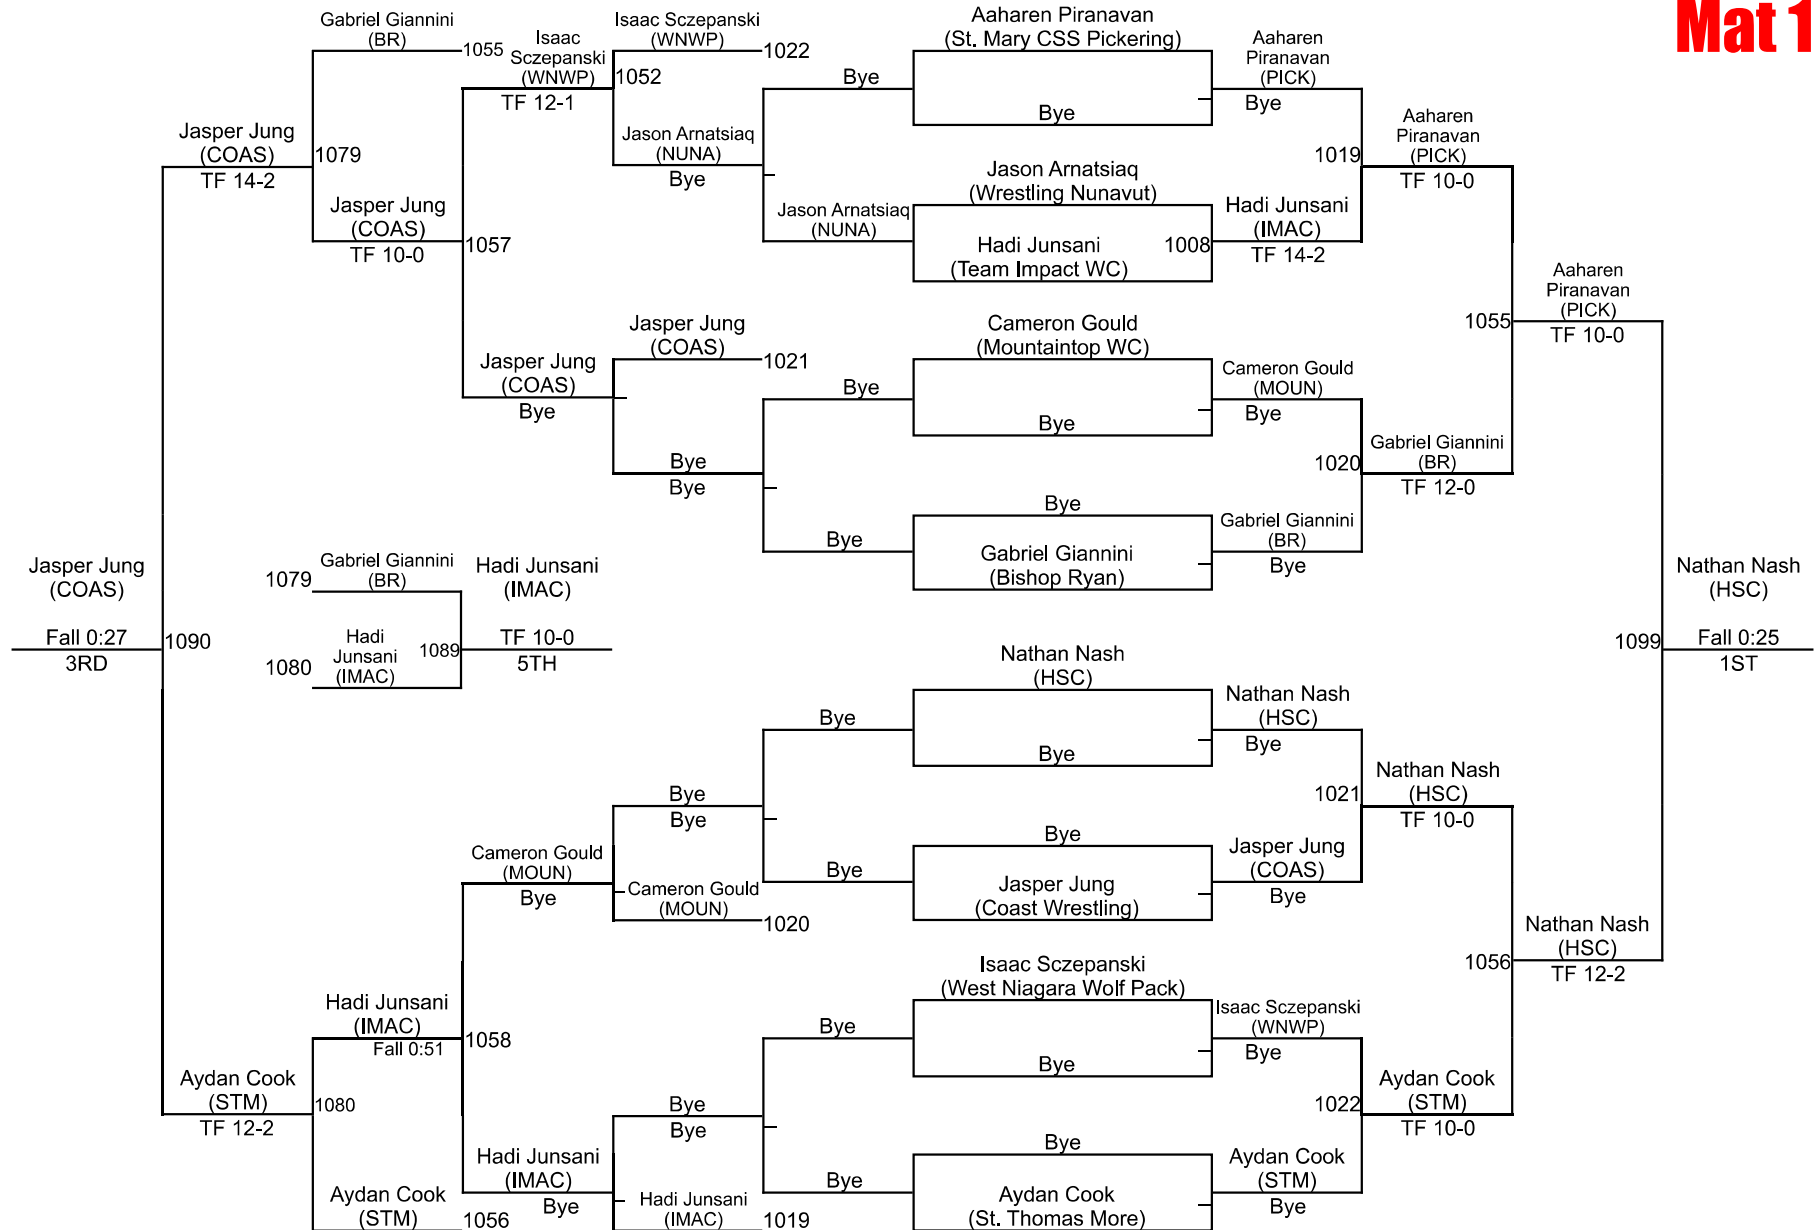 Mat 1
Gabriel Giannini
(BR)
1055
Isaac
Sczepanski
(WNWP)
TF 12-1
Isaac Sczepanski
(WNWP)
1022
1052
Aaharen Piranavan
(St. Mary CSS Pickering)
Bye
Bye
Aaharen
Piranavan
(PICK)
Bye
Jasper Jung
(COAS)
TF 14-2
1079
Jason Arnatsiaq
(NUNA)
Bye
1019
Aaharen
Piranavan
(PICK)
TF 10-0
Jasper Jung
(COAS)
TF 10-0
1057
Jason Arnatsiaq
(NUNA)
Jason Arnatsiaq
(Wrestling Nunavut)
Hadi Junsani
(Team Impact WC)
1008
Hadi Junsani
(IMAC)
TF 14-2
1055
Aaharen
Piranavan
(PICK)
TF 10-0
Jasper Jung
(COAS)
1021
Jasper Jung
(COAS)
Bye
Cameron Gould
(Mountaintop WC)
Bye
Bye
Cameron Gould
(MOUN)
Bye
Bye
Bye
1020
Gabriel Giannini
(BR)
TF 12-0
Bye
Bye
Gabriel Giannini
(Bishop Ryan)
Gabriel Giannini
(BR)
Bye
Jasper Jung
(COAS)
Fall 0:27
3RD
1090
1079
Gabriel Giannini
(BR)
1080
Hadi
Junsani
(IMAC)
1089
Hadi Junsani
(IMAC)
TF 10-0
5TH
1099
Nathan Nash
(HSC)
Fall 0:25
1ST
Nathan Nash
(HSC)
Bye
Bye
Nathan Nash
(HSC)
Bye
Bye
Bye
1021
Nathan Nash
(HSC)
TF 10-0
Cameron Gould
(MOUN)
Bye
Cameron Gould
(MOUN)
1020
Bye
Bye
Jasper Jung
(Coast Wrestling)
Jasper Jung
(COAS)
Bye
1056
Nathan Nash
(HSC)
TF 12-2
Hadi Junsani
(IMAC)
Fall 0:51
1058
Isaac Sczepanski
(West Niagara Wolf Pack)
Bye
Bye
Isaac Sczepanski
(WNWP)
Bye
Aydan Cook
(STM)
TF 12-2
1080
Bye
Bye
1022
Aydan Cook
(STM)
TF 10-0
Aydan Cook
(STM)
1056
Hadi Junsani
(IMAC)
Bye
Hadi Junsani
(IMAC)
1019
Bye
Bye
Aydan Cook
(St. Thomas More)
Aydan Cook
(STM)
Bye